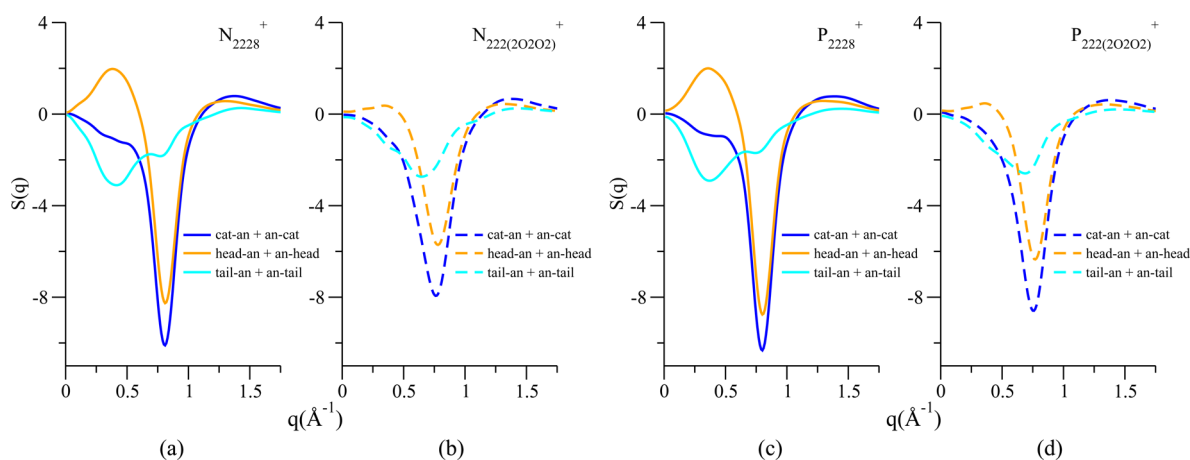 N2228+
N222(2O2O2)+
P2228+
P222(2O2O2)+
4
0
-4
-8
S(q)
cat-an + an-cat
head-an + an-head
tail-an + an-tail
0
0.5
1
1.5
4
0
-4
-8
cat-an + an-cat
head-an + an-head
tail-an + an-tail
0
0.5
1
1.5
q(Å-1)
4
0
-4
-8
S(q)
cat-an + an-cat
head-an + an-head
tail-an + an-tail
0
0.5
1
1.5
4
0
-4
-8
cat-an + an-cat
head-an + an-head
tail-an + an-tail
0
0.5
1
1.5
q(Å-1)
(a)
(b)
(c)
(d)